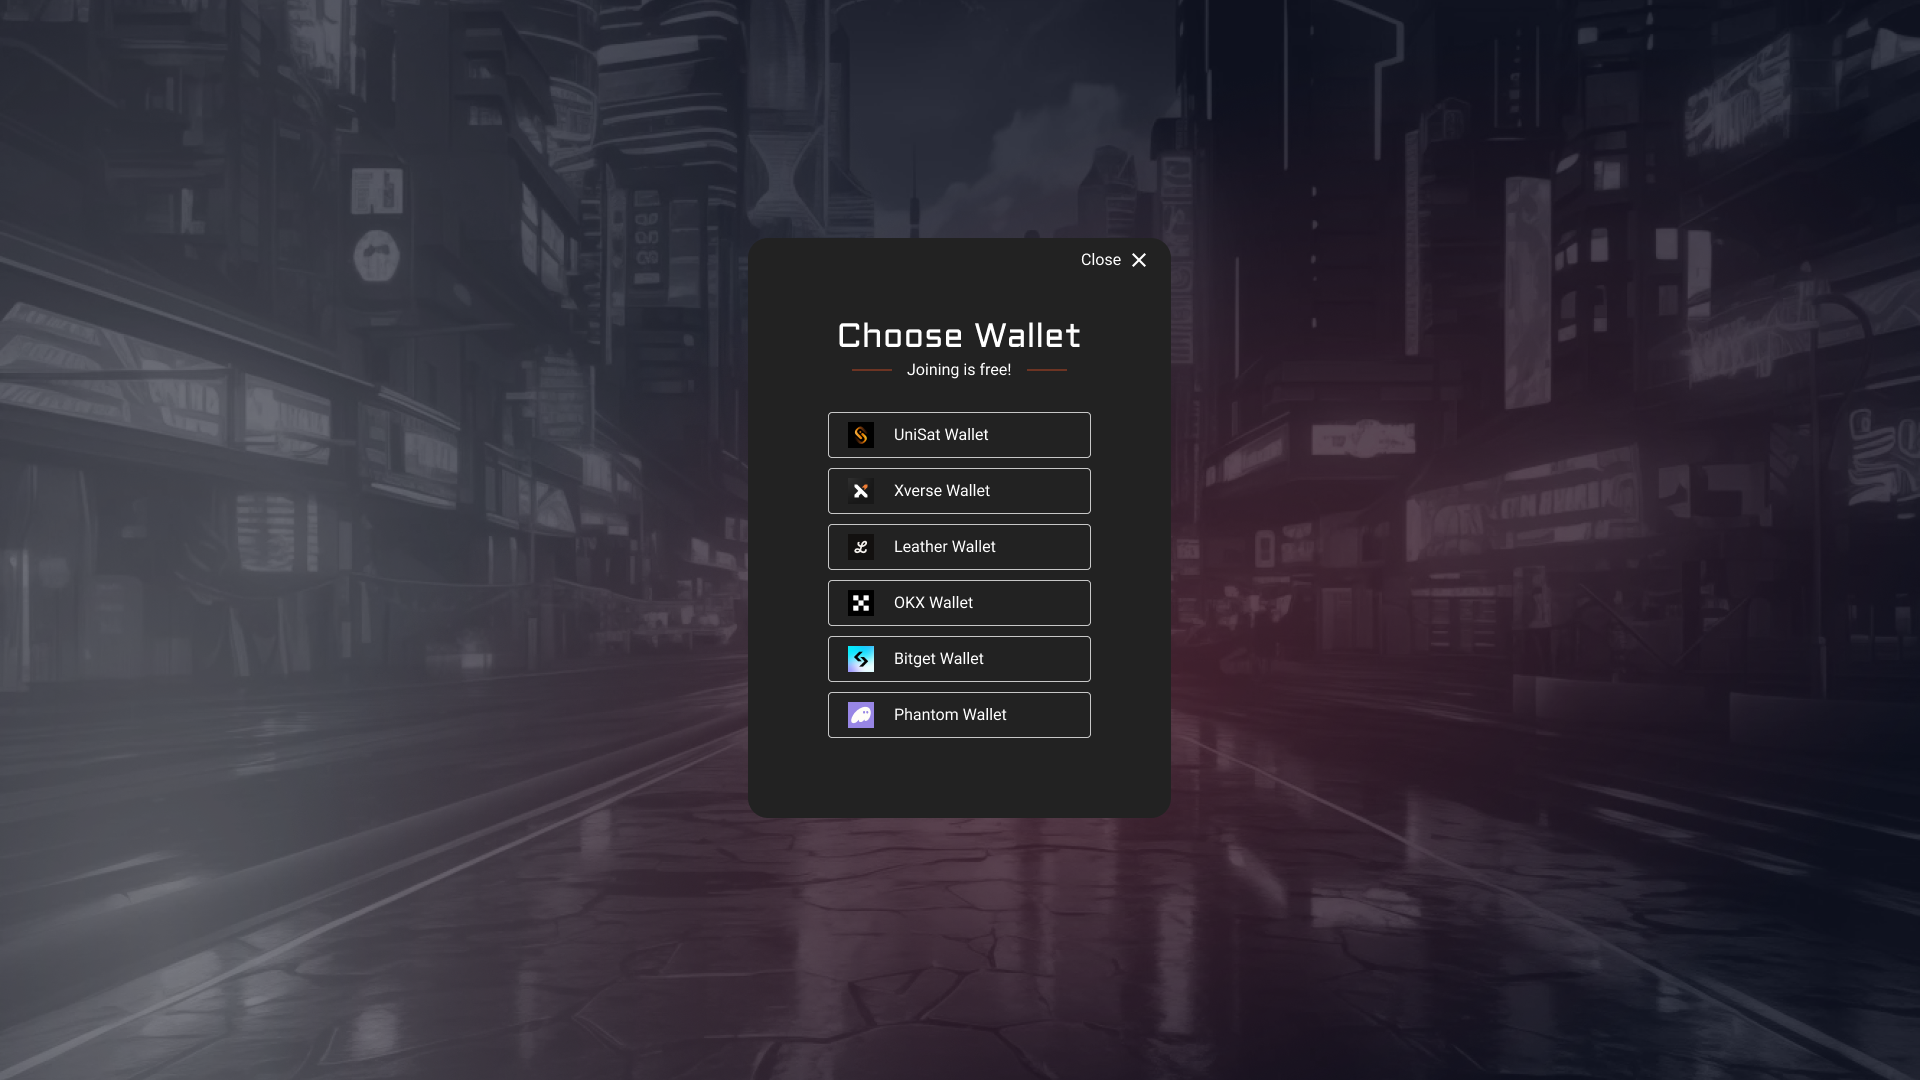 Close
Choose Wallet
Joining is free!
UniSat Wallet
Xverse Wallet
Leather Wallet
OKX Wallet
Bitget Wallet
Phantom Wallet